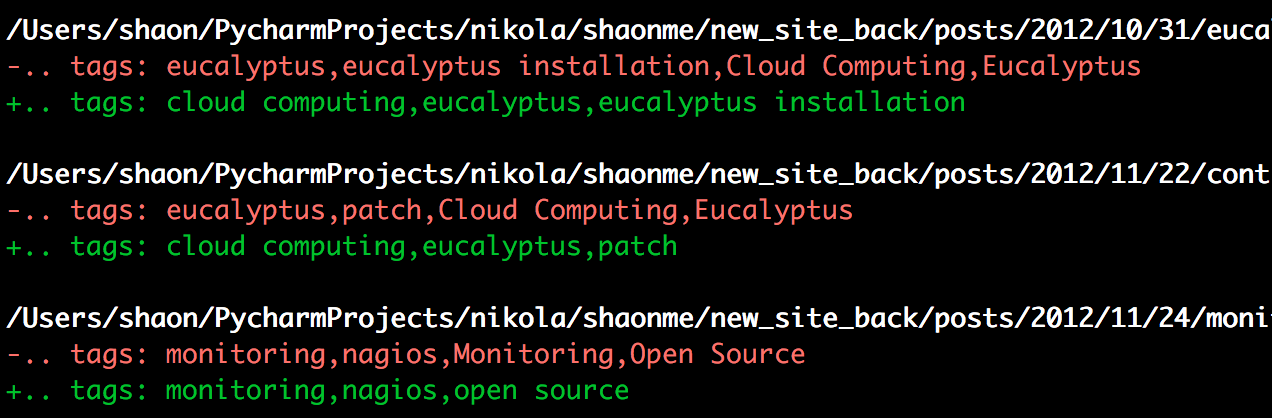 /Users/shaon/PycharmProjects/nikola/shaonme/new_site_back/posts/2012/10/31/euca
-.. tags: eucalyptus,eucalyptus installation,Cloud Computing,Eucalyptus
+.. tags: cloud computing,eucalyptus,eucalyptus installation
/Users/shaon/PycharmProjects/nikola/shaonme/new_site_back/posts/2012/11/22/cont
-.. tags: eucalyptus,patch,Cloud Computing,Eucalyptus
+.. tags: cloud computing,eucalyptus,patch
/Users/shaon/PycharmProjects/nikola/shaonme/new_site_back/posts/2012/11/24/moni
-.. tags: monitoring,nagios,Monitoring,Open Source
+.. tags: monitoring,nagios,open source